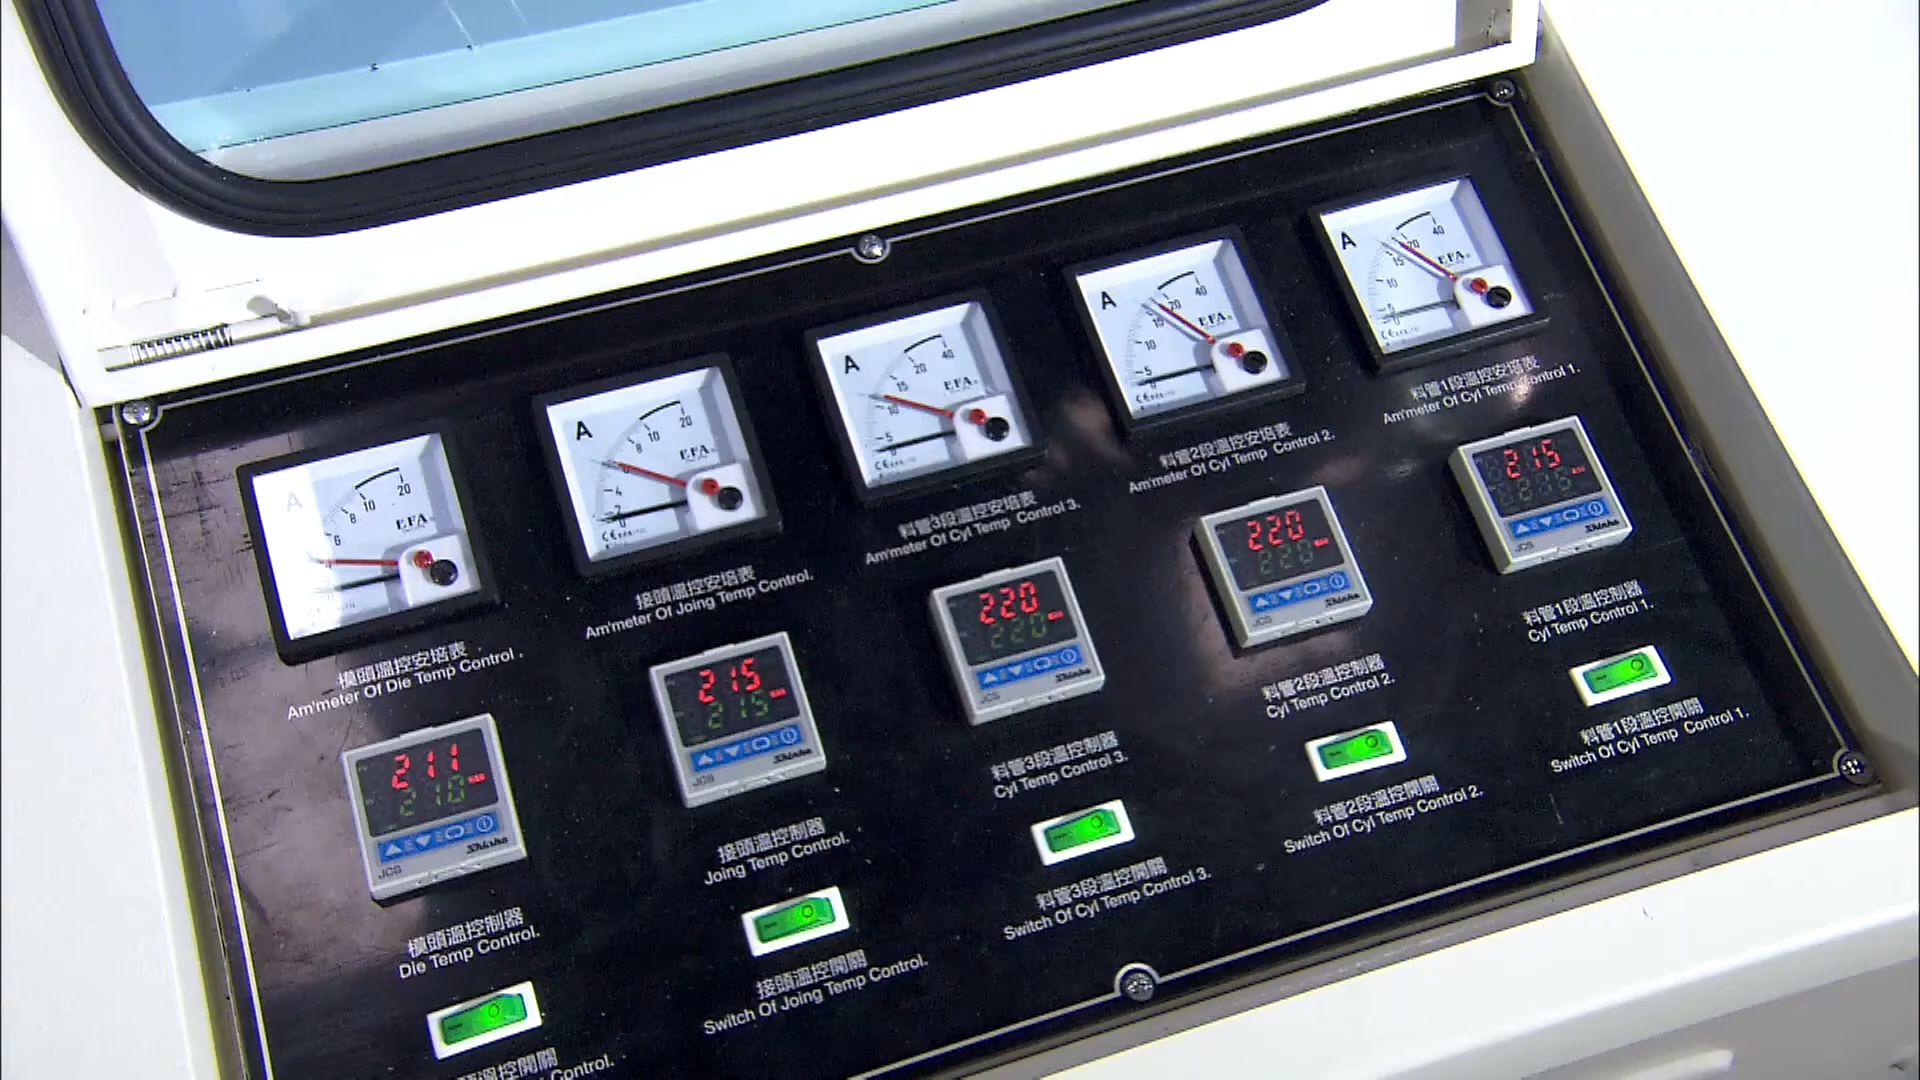 A
6
8
10
20
EFA
模頭溫控安培表
Am'meter Of Die Temp Control .
A
2
4
8
10
20
EFA
接頭溫控安培表
Am'meter Of Joing Temp Control.
A
5
10
15
20
40
EFA
料管3段溫控安培表
Am'meter Of Cyl Temp Control 3.
A
5
10
15
20
40
EFA
料管2段溫控安培表
Am'meter Of Cyl Temp Control 2.
A
5
10
15
20
40
EFA
料管1段溫控安培表
Am'meter Of Cyl Temp Control 1.
211
210
JCS Shinko
模頭溫控制器
Die Temp Control.
215
215
JCS Shinko
接頭溫控制器
Joing Temp Control.
220
220
JCS Shinko
料管3段溫控制器
Cyl Temp Control 3.
220
220
JCS Shinko
料管2段溫控制器
Cyl Temp Control 2.
215
JCS Shinko
料管1段溫控制器
Cyl Temp Control 1.
頭溫控開關
Control.
接頭溫控開關
Switch Of Joing Temp Control.
料管3段溫控開關
Switch Of Cyl Temp Control 3.
料管2段溫控開關
Switch Of Cyl Temp Control 2.
料管1段溫控開關
Switch Of Cyl Temp Control 1.